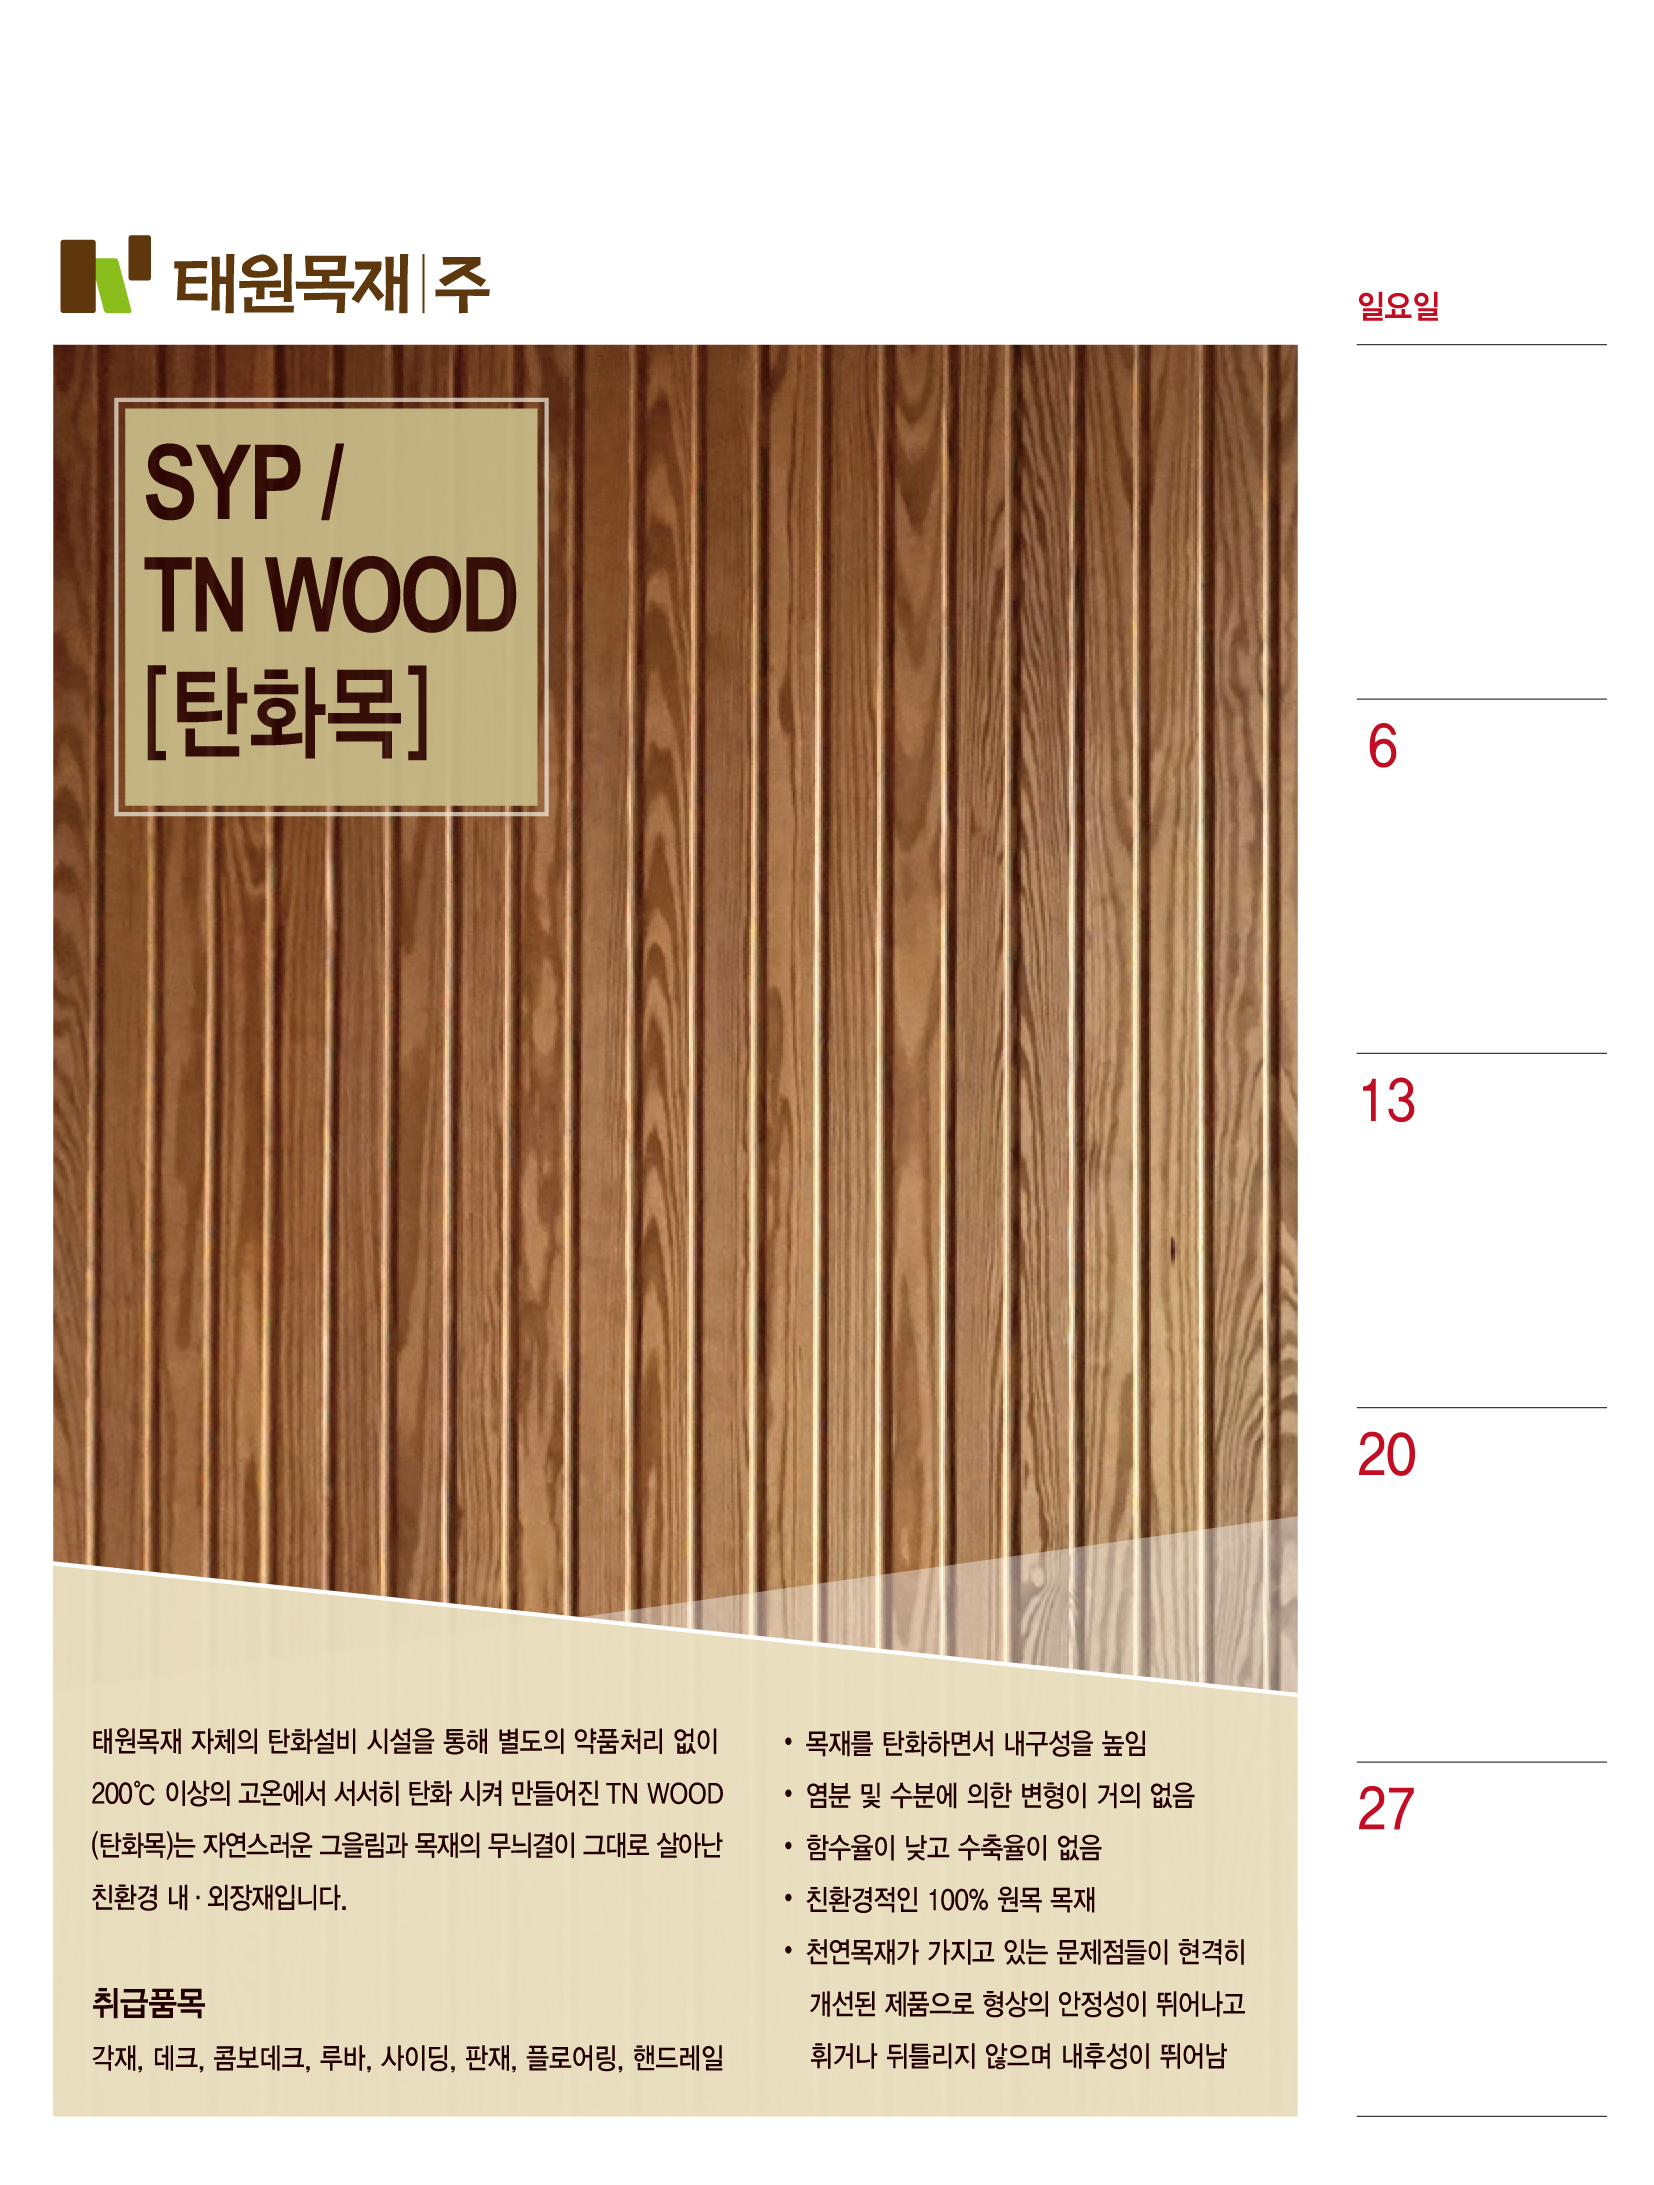 태원목재|주
SYP /
TN WOOD
[탄화목]
태원목재 자체의 탄화설비 시설을 통해 별도의 약품처리 없이
200℃ 이상의 고온에서 서서히 탄화 시켜 만들어진 TN WOOD
(탄화목)는 자연스러운 그을림과 목재의 무늬결이 그대로 살아난
친환경 내 · 외장재입니다.
취급품목
각재, 데크, 콤보데크, 루바, 사이딩, 판재, 플로어링, 핸드레일
• 목재를 탄화하면서 내구성을 높임
• 염분 및 수분에 의한 변형이 거의 없음
• 함수율이 낮고 수축율이 없음
• 친환경적인 100% 원목 목재
• 천연목재가 가지고 있는 문제점들이 현격히
개선된 제품으로 형상의 안정성이 뛰어나고
휘거나 뒤틀리지 않으며 내후성이 뛰어남
일요일
6
13
20
27